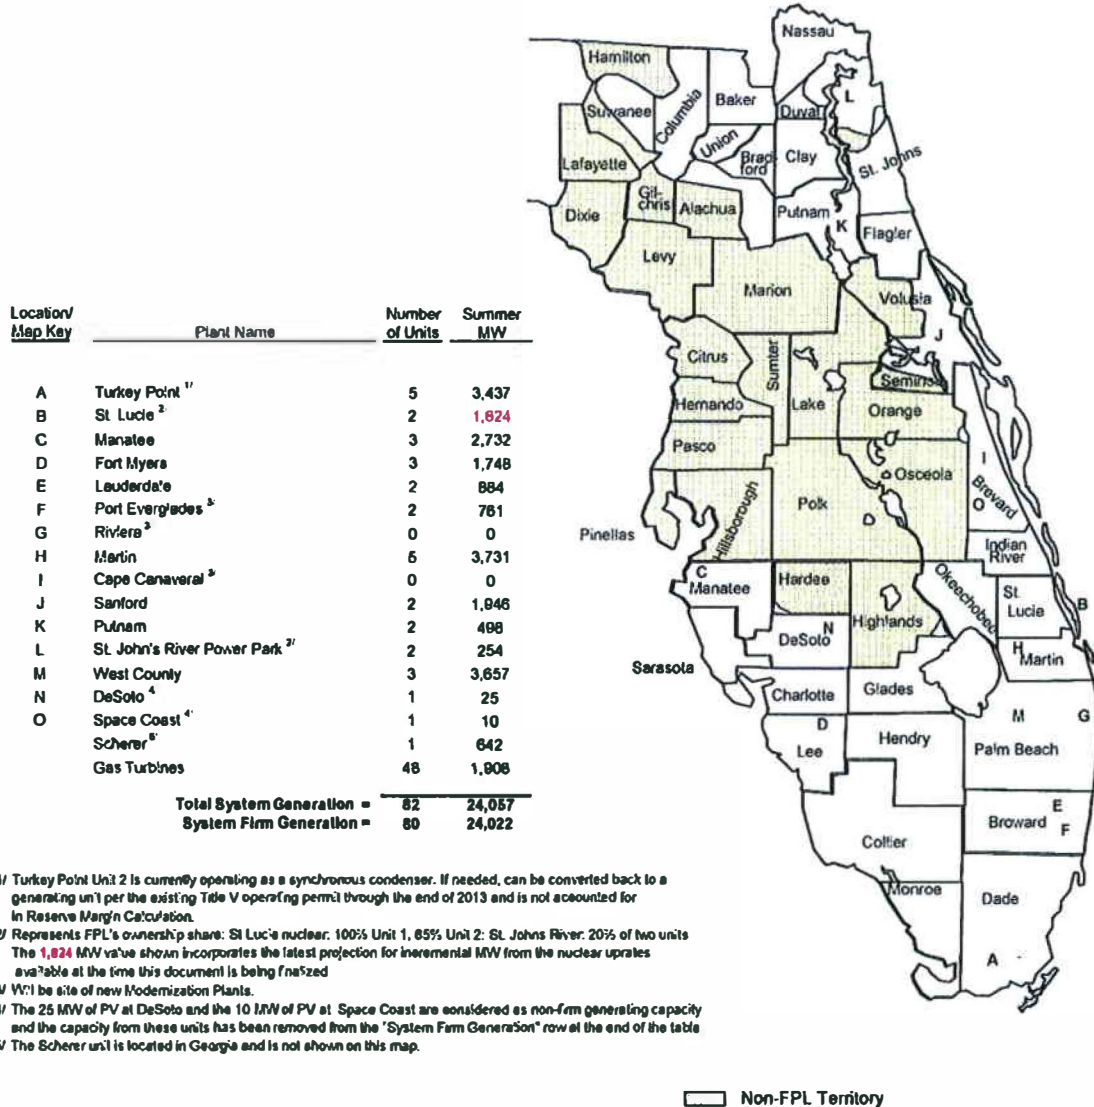 Location/ Number Summer
Map Key Plant Name of Units MW
A Turkey Point 1/ 5 3,437
B St Lucie 2 2 1,824
C Manatee 3 2,732
D Fort Myers 3 1,748
E Lauderdale 2 884
F Port Everglades 3/ 2 761
G Riviera 3 0 0
H Martin 5 3,731
I Cape Canaveral 3/ 0 0
J Sanford 2 1,946
K Putnam 2 498
L St. John's River Power Park 2/ 2 254
M West County 3 3,657
N DeSoto 4 1 25
O Space Coast 4 1 10
Scherer 5 1 642
Gas Turbines 48 1,908
Total System Generation = 82 24,057
System Firm Generation = 80 24,022
1/ Turkey Point Unit 2 is currently operating as a synchronous condenser. If needed, can be converted back to a
generating unit per the existing Title V operating permit through the end of 2013 and is not accounted for
in Reserve Margin Calculation.
2/ Represents FPL's ownership share: St Lucie nuclear: 100% Unit 1, 85% Unit 2: St. Johns River: 20% of two units
The 1,824 MW value shown incorporates the latest projection for incremental MW from the nuclear uprates
available at the time this document is being finalized
/ Will be site of new Modernization Plants.
/ The 25 MW of PV at DeSoto and the 10 MW of PV at Space Coast are considered as non-firm generating capacity
and the capacity from these units has been removed from the "System Firm Generation" row at the end of the table
/ The Scherer unit is located in Georgia and is not shown on this map.
Nassau
Hamilton
L
Baker
Duval
Suwanee
Columbia
Union
Brad-
ford
Clay
St. Johns
Lafayette
Gil-
chris
Alachua
Dixie
Putnam
K
Flagler
Levy
Marion
Volusia
J
Citrus
Sumter
Seminole
Hernando
Lake
Orange
Pasco
I
Osceola
Brevard
O
Polk
Hillsborough
Pinellas
Indian
River
C
Manatee
Hardee
Okeechobee
St.
Lucie
B
Highlands
N
DeSoto
H
Martin
Sarasota
Charlotte
Glades
D
M
G
Lee
Hendry
Palm Beach
E
Broward
F
Collier
Monroe
Dade
A
Non-FPL Territory